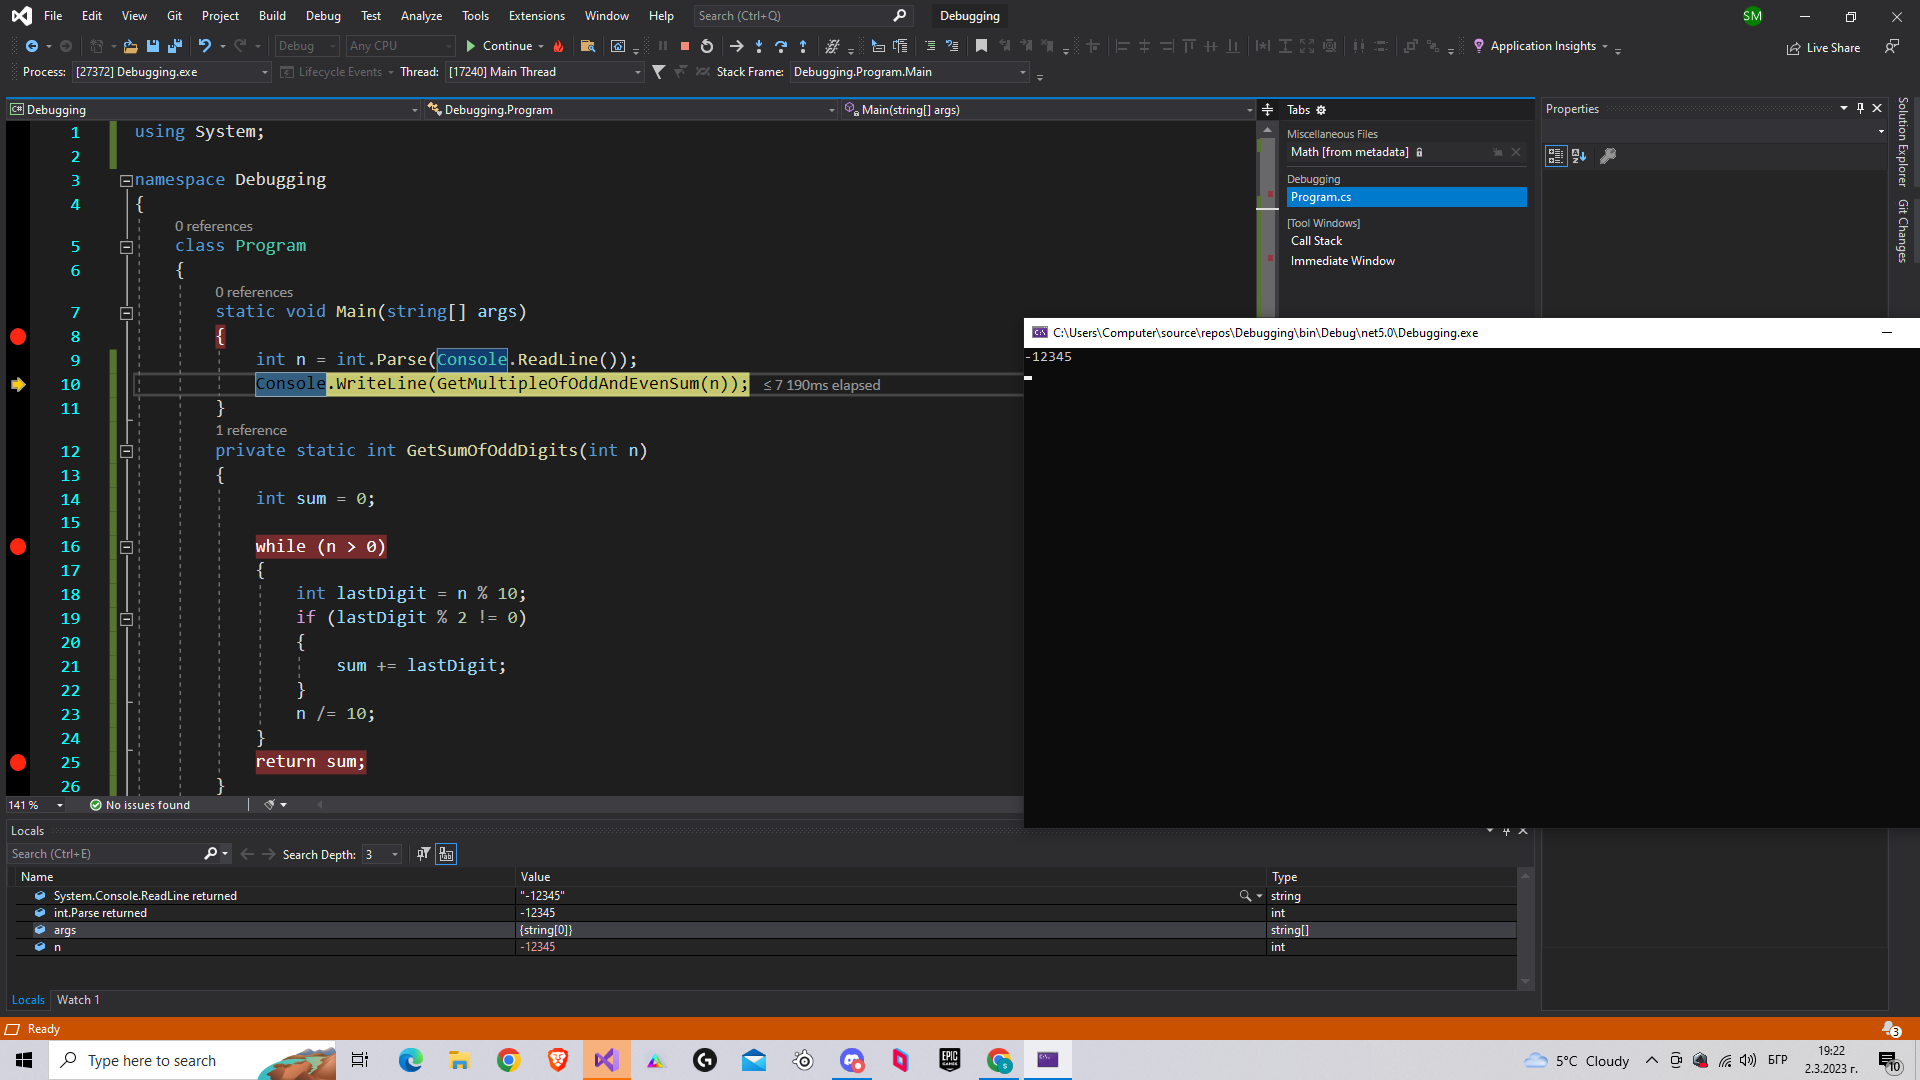 File Edit View Git Project Build Debug Test Analyze Tools Extensions Window Help Search (Ctrl+Q) Debugging SM
Debug Any CPU Continue Application Insights Live Share
Process: [27372] Debugging.exe Lifecycle Events Thread: [17240] Main Thread Stack Frame: Debugging.Program.Main
C# Debugging Debugging.Program Main(string[] args)
1 using System;
2
3 namespace Debugging
4 {
0 references
5 class Program
6 {
0 references
7 static void Main(string[] args)
8 {
9 int n = int.Parse(Console.ReadLine());
10 Console.WriteLine(GetMultipleOfOddAndEvenSum(n)); ≤ 7 190ms elapsed
11 }
1 reference
12 private static int GetSumOfOddDigits(int n)
13 {
14 int sum = 0;
15
16 while (n > 0)
17 {
18 int lastDigit = n % 10;
19 if (lastDigit % 2 != 0)
20 {
21 sum += lastDigit;
22 }
23 n /= 10;
24 }
25 return sum;
26 }
141 % No issues found
Tabs
Miscellaneous Files
Math [from metadata]
Debugging
Program.cs
[Tool Windows]
Call Stack
Immediate Window
Properties
Solution Explorer
Git Changes
C:\Users\Computer\source\repos\Debugging\bin\Debug\net5.0\Debugging.exe
-12345
Locals
Search (Ctrl+E) Search Depth: 3
Name Value Type
System.Console.ReadLine returned "-12345" string
int.Parse returned -12345 int
args {string[0]} string[]
n -12345 int
Locals Watch 1
Ready 3
Type here to search EPIC GAMES S 5°C Cloudy БГР 19:22
2.3.2023 г. 10